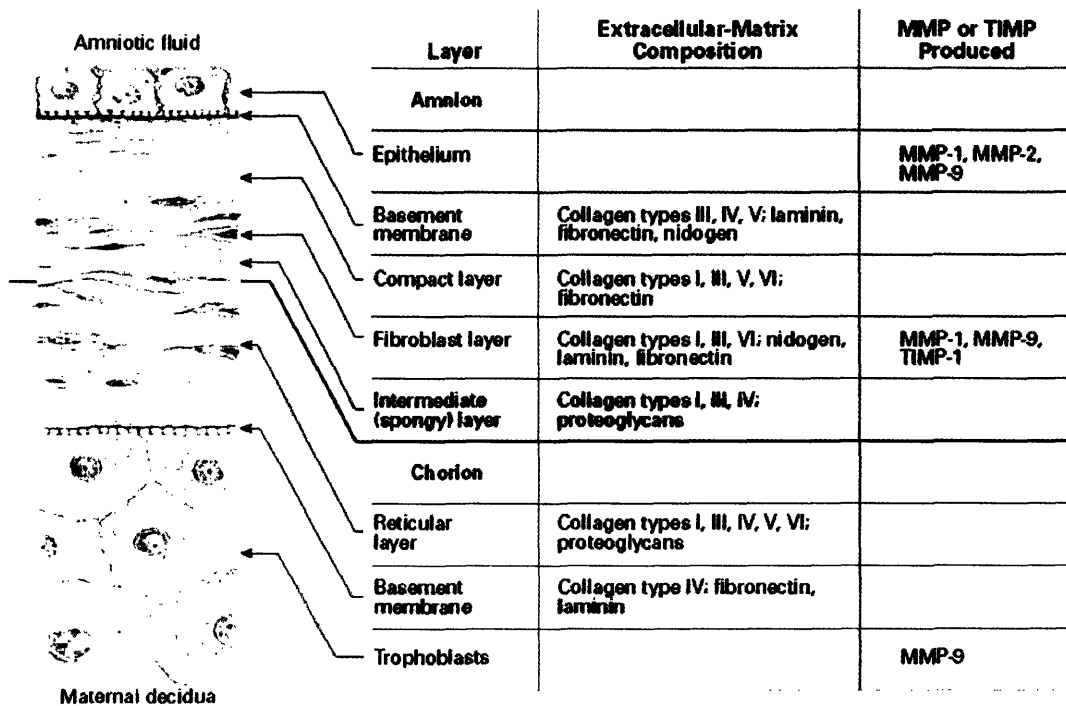 Amniotic fluid
Layer
Extracellular-Matrix
Composition
MMP or TIMP
Produced
Amnion
Epithelium
MMP-1, MMP-2,
MMP-9
Basement
membrane
Collagen types III, IV, V; laminin,
fibronectin, nidogen
Compact layer
Collagen types I, III, V, VI;
fibronectin
Fibroblast layer
Collagen types I, III, VI; nidogen,
laminin, fibronectin
MMP-1, MMP-9,
TIMP-1
Intermediate
(spongy) layer
Collagen types I, III, IV;
proteoglycans
Chorion
Reticular
layer
Collagen types I, III, IV, V, VI;
proteoglycans
Basement
membrane
Collagen type IV; fibronectin,
laminin
Trophoblasts
MMP-9
Maternal decidua